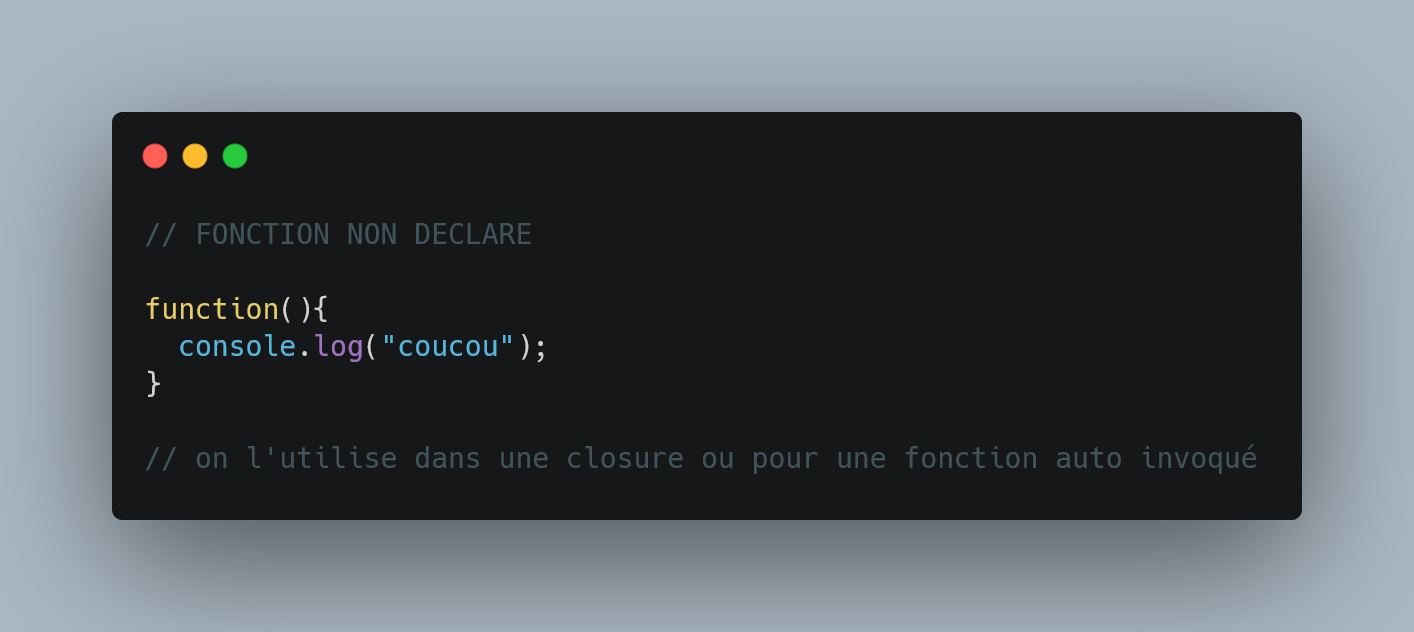 // FONCTION NON DECLARE
function(){
  console.log("coucou");
}
// on l'utilise dans une closure ou pour une fonction auto invoqué